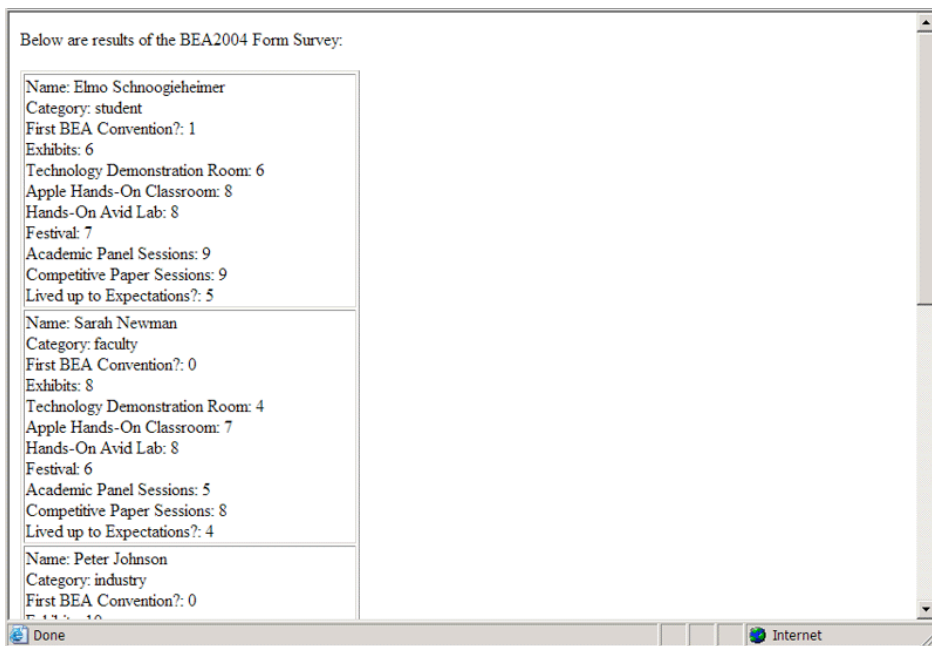 Below are results of the BEA2004 Form Survey:
Name: Elmo Schnoogieheimer
Category: student
First BEA Convention?: 1
Exhibits: 6
Technology Demonstration Room: 6
Apple Hands-On Classroom: 8
Hands-On Avid Lab: 8
Festival: 7
Academic Panel Sessions: 9
Competitive Paper Sessions: 9
Lived up to Expectations?: 5
Name: Sarah Newman
Category: faculty
First BEA Convention?: 0
Exhibits: 8
Technology Demonstration Room: 4
Apple Hands-On Classroom: 7
Hands-On Avid Lab: 8
Festival: 6
Academic Panel Sessions: 5
Competitive Paper Sessions: 8
Lived up to Expectations?: 4
Name: Peter Johnson
Category: industry
First BEA Convention?: 0
Exhibits: 10
Done
Internet